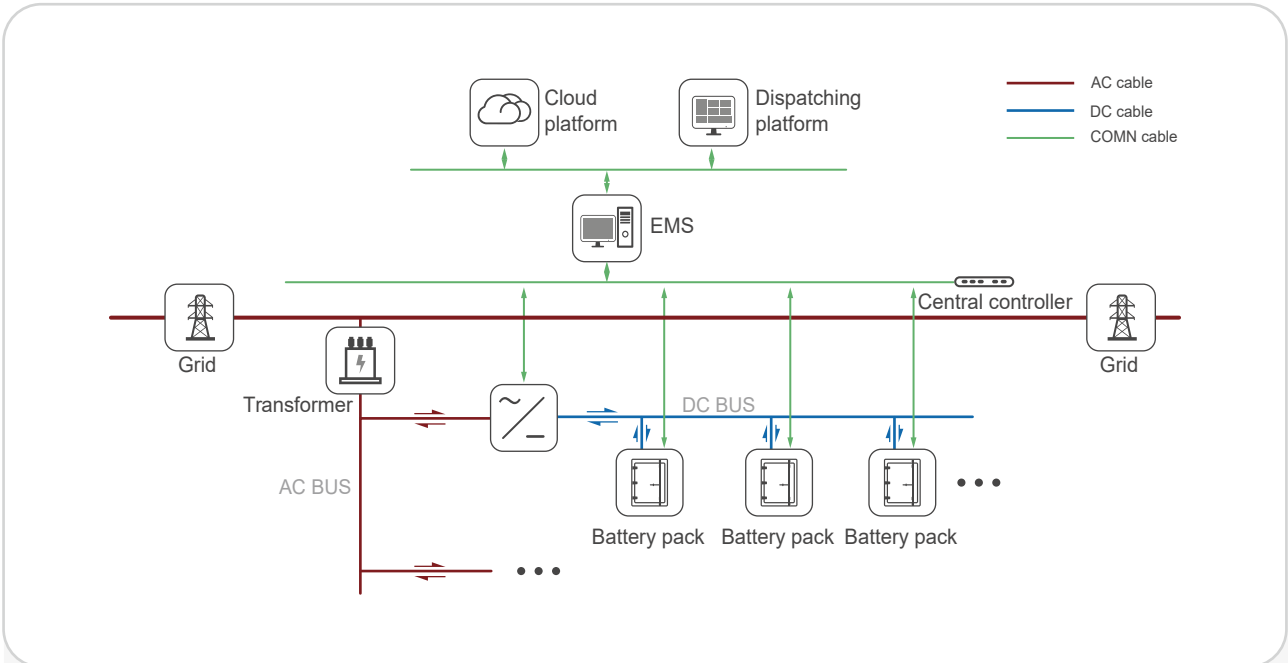 Cloud
platform
Dispatching
platform
AC cable
DC cable
COMN cable
EMS
Central controller
Grid
Grid
Transformer
DC BUS
AC BUS
Battery pack
Battery pack
Battery pack